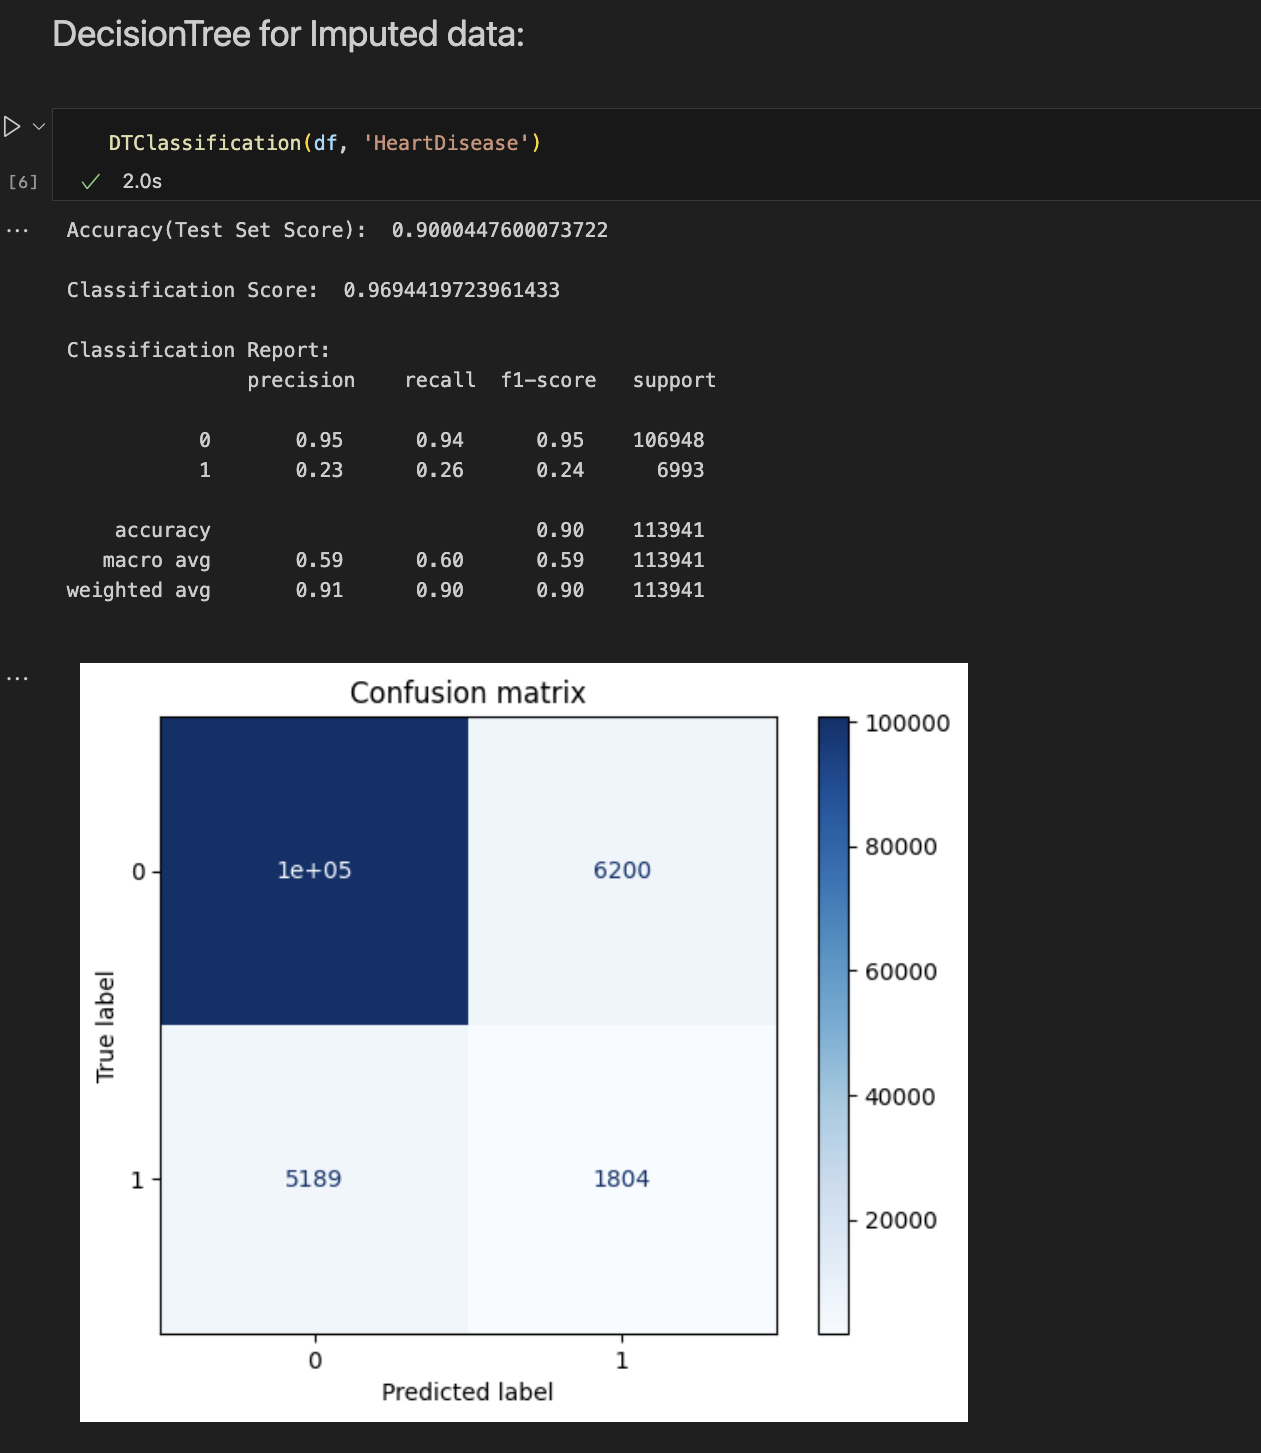 DecisionTree for Imputed data:
DTClassification(df, 'HeartDisease')
[6]
2.0s
Accuracy(Test Set Score): 0.9000447600073722
Classification Score: 0.9694419723961433
Classification Report:
precision recall f1-score support
0 0.95 0.94 0.95 106948
1 0.23 0.26 0.24 6993
accuracy 0.90 113941
macro avg 0.59 0.60 0.59 113941
weighted avg 0.91 0.90 0.90 113941
Confusion matrix
100000
80000
60000
40000
20000
0
1e+05
6200
True label
1
5189
1804
0
1
Predicted label